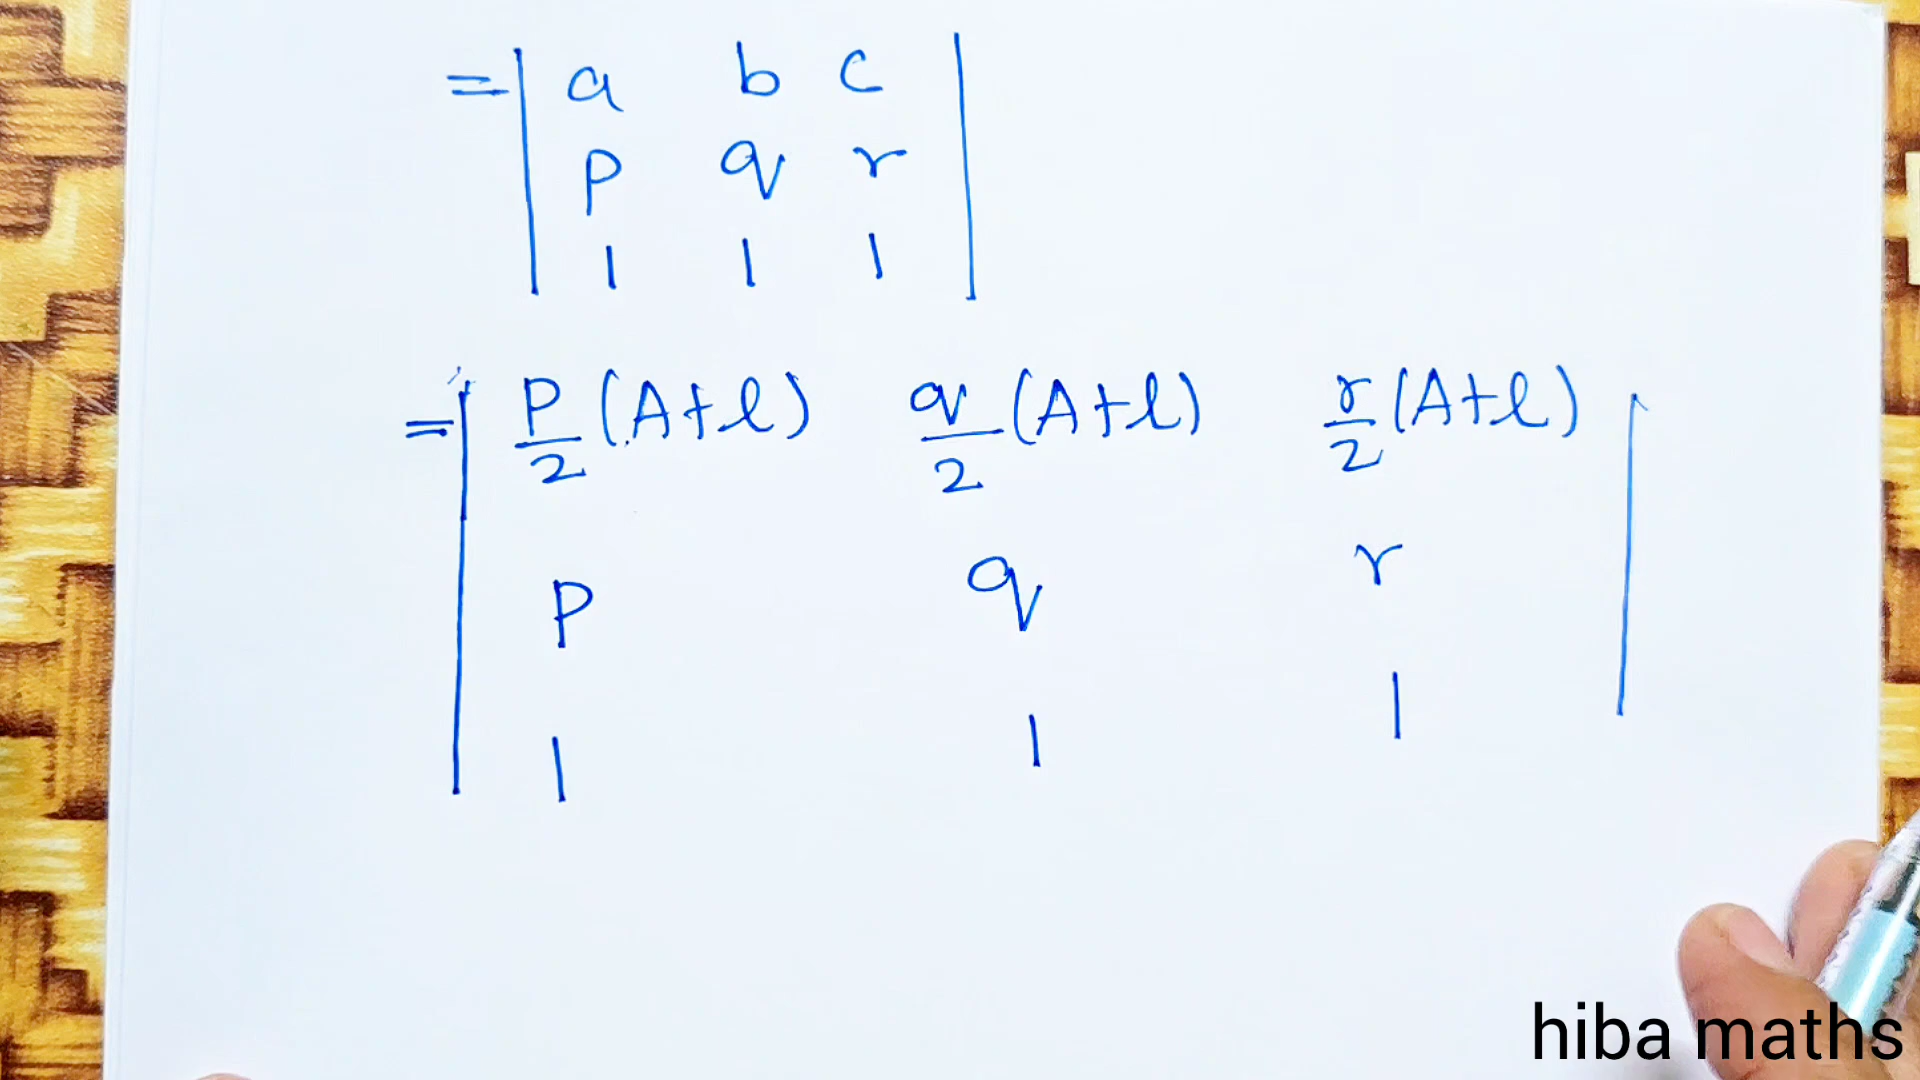 = | a b c |
| p q r |
| 1 1 1 |
= | p/2 (A+l) q/2 (A+l) r/2 (A+l) |
| p q r |
| 1 1 1 |
hiba maths